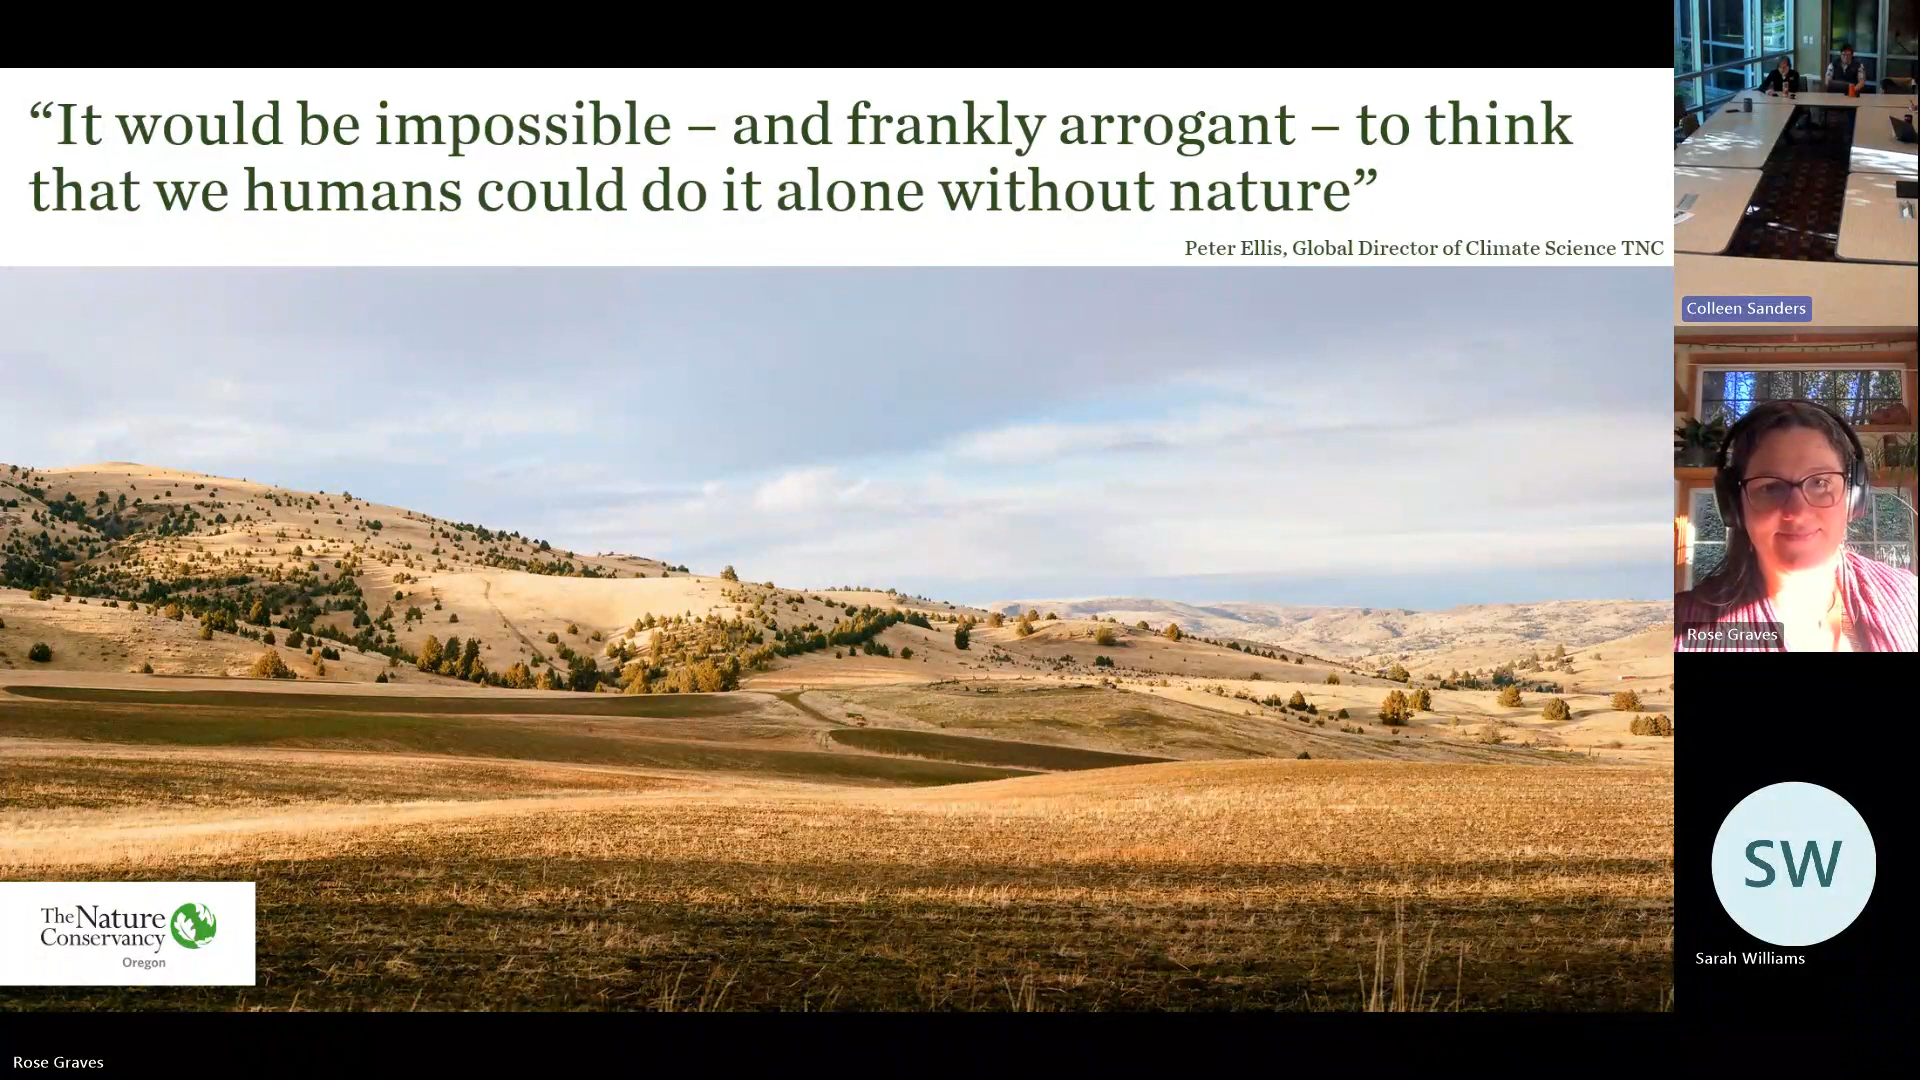 “It would be impossible – and frankly arrogant – to think
that we humans could do it alone without nature”
Peter Ellis, Global Director of Climate Science TNC
The Nature
Conservancy
Oregon
Rose Graves
Colleen Sanders
Rose Graves
SW
Sarah Williams